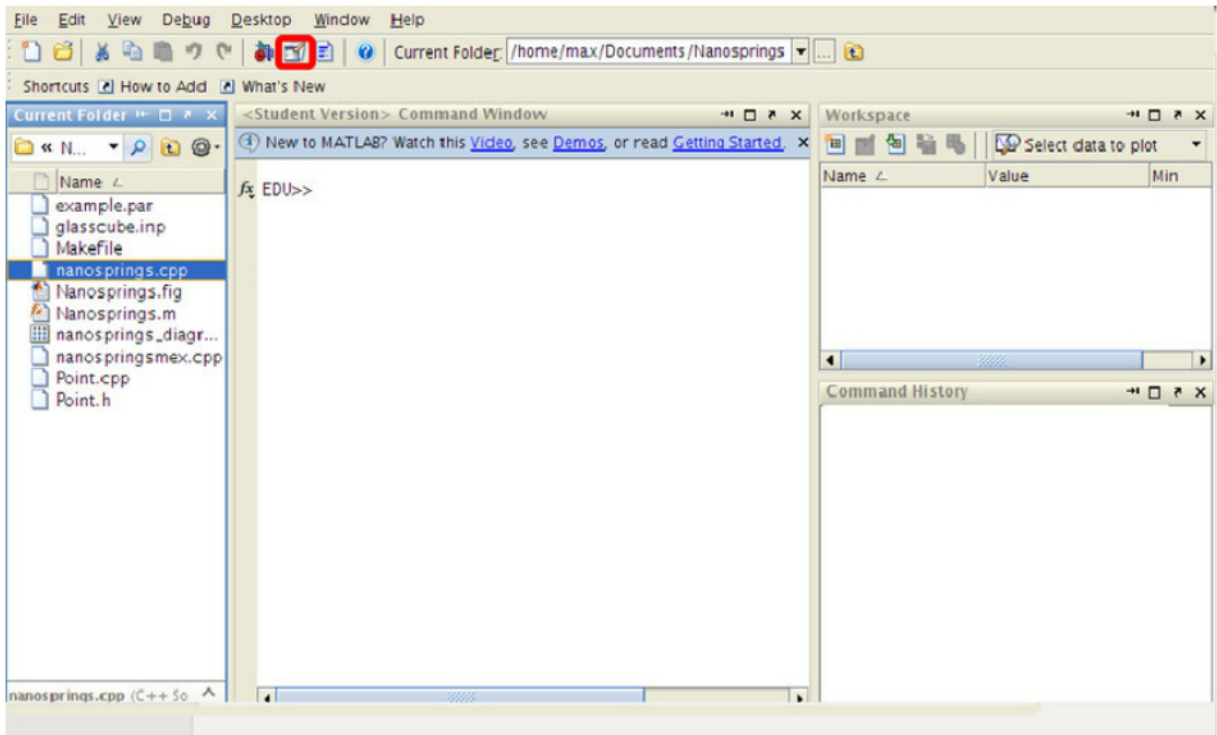 File Edit View Debug Desktop Window Help
Current Folder: /home/max/Documents/Nanosprings ...
Shortcuts How to Add What's New
Current Folder
« N...
Name
example.par
glasscube.inp
Makefile
nanosprings.cpp
Nanosprings.fig
Nanosprings.m
nanosprings_diagr...
nanospringsmex.cpp
Point.cpp
Point.h
nanosprings.cpp (C++ So
<Student Version> Command Window
New to MATLAB? Watch this Video, see Demos, or read Getting Started.
fx EDU>>
Workspace
Select data to plot
Name Value Min
Command History